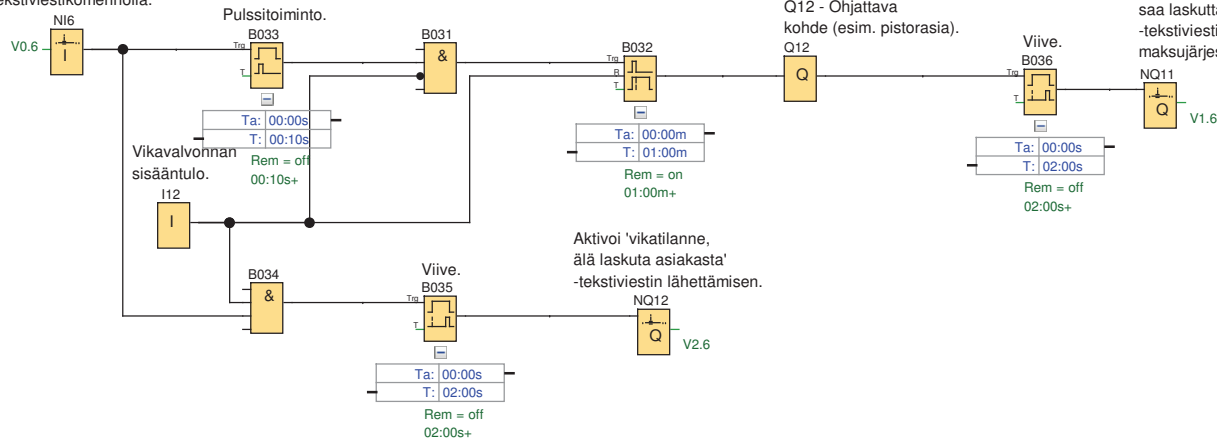 Q12 - Ohjattava
kohde (esim. pistorasia).
Pulssitoiminto.
NI6
V0.6
I
B033
Trg
T
Ta: 00:00s
T: 00:10s
Rem = off
00:10s+
B031
&
B032
Trg
R
T
Ta: 00:00m
T: 01:00m
Rem = on
01:00m+
Q12
Q
Viive.
B036
Trg
T
Ta: 00:00s
T: 02:00s
Rem = off
02:00s+
saa
NQ11
Q
V1.6
Vikavalvonnan
sisääntulo.
I12
I
B034
&
Viive.
B035
Trg
T
Ta: 00:00s
T: 02:00s
Rem = off
02:00s+
Aktivoi 'vikatilanne,
älä laskuta asiakasta'
-tekstiviestin lähettämisen.
NQ12
Q
V2.6